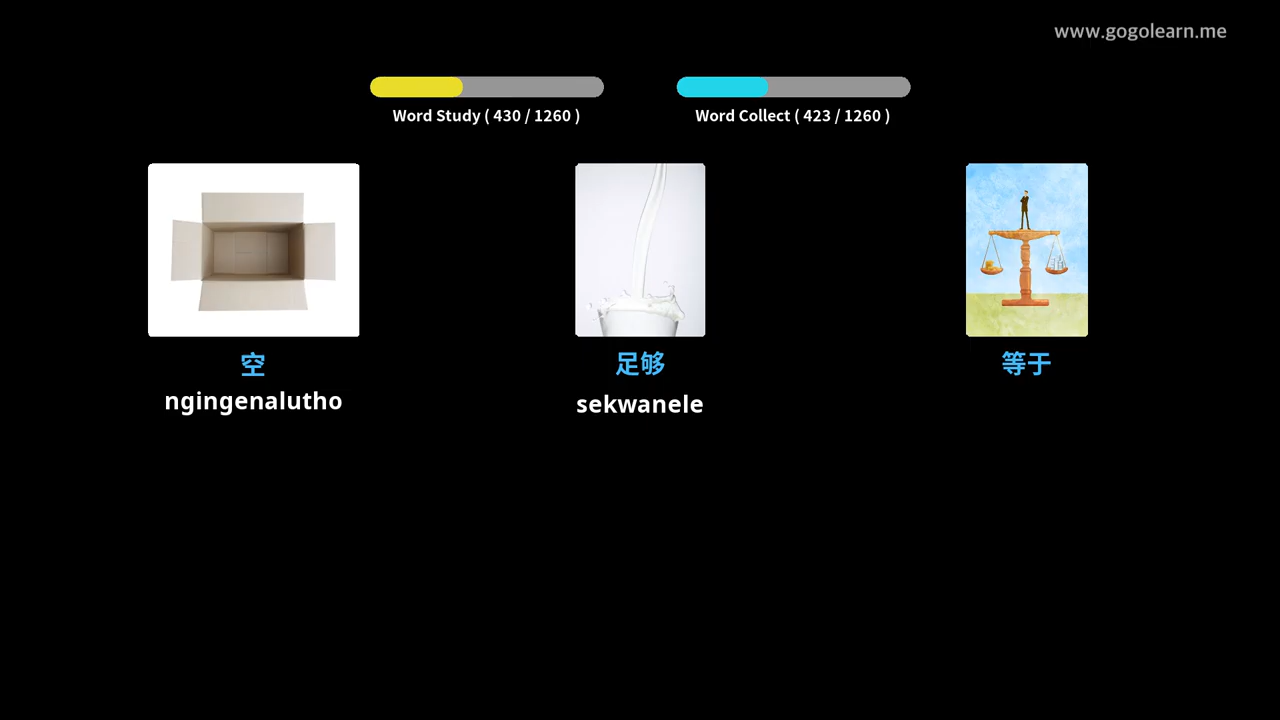 www.gogolearn.me
Word Study ( 430 / 1260 )
Word Collect ( 423 / 1260 )
空
足够
等于
ngingenalutho
sekwanele